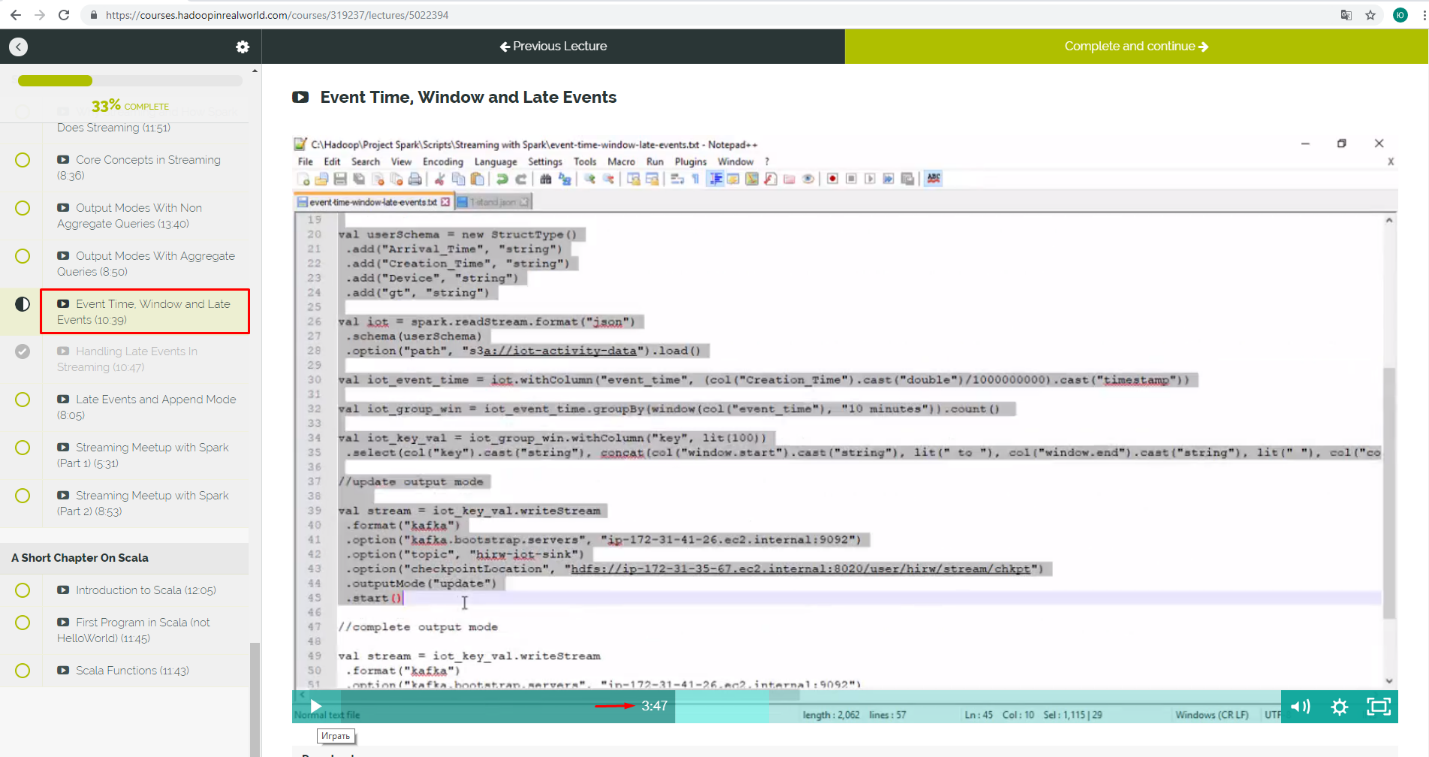 https://courses.hadoopinrealworld.com/courses/319237/lectures/5022394
Previous Lecture
Complete and continue
33% COMPLETE
Does Streaming (11:51)
Core Concepts in Streaming
(8:36)
Output Modes With Non
Aggregate Queries (13:40)
Output Modes With Aggregate
Queries (8:50)
Event Time, Window and Late
Events (10:39)
Handling Late Events In
Streaming (10:47)
Late Events and Append Mode
(8:05)
Streaming Meetup with Spark
(Part 1) (5:31)
Streaming Meetup with Spark
(Part 2) (8:53)
A Short Chapter On Scala
Introduction to Scala (12:05)
First Program in Scala (not
HelloWorld) (11:45)
Scala Functions (11:43)
Event Time, Window and Late Events
C:\Hadoop\Project Spark\Scripts\Streaming with Spark\event-time-window-late-events.txt - Notepad++
File Edit Search View Encoding Language Settings Tools Macro Run Plugins Window ?
X
event-time-window-late-events.txt
19
20 val userSchema = new StructType()
21 .add("Arrival_Time", "string")
22 .add("Creation_Time", "string")
23 .add("Device", "string")
24 .add("gt", "string")
25
26 val iot = spark.readStream.format("json")
27 .schema(userSchema)
28 .option("path", "s3a://iot-activity-data").load()
29
30 val iot_event_time = iot.withColumn("event_time", (col("Creation_Time").cast("double")/1000000000).cast("timestamp"))
31
32 val iot_group_win = iot_event_time.groupBy(window(col("event_time"), "10 minutes")).count()
33
34 val iot_key_val = iot_group_win.withColumn("key", lit(100))
35 .select(col("key").cast("string"), concat(col("window.start").cast("string"), lit(" to "), col("window.end").cast("string"), lit(" "), col("co
36
37 //update output mode
38
39 val stream = iot_key_val.writeStream
40 .format("kafka")
41 .option("kafka.bootstrap.servers", "ip-172-31-41-26.ec2.internal:9092")
42 .option("topic", "hirw-iot-sink")
43 .option("checkpointLocation", "hdfs://ip-172-31-35-67.ec2.internal:8020/user/hirw/stream/chkpt")
44 .outputMode("update")
45 .start()
46
47 //complete output mode
48
49 val stream = iot_key_val.writeStream
50 .format("kafka")
51 .option("kafka.bootstrap.servers", "ip-172-31-41-26.ec2.internal:9092")
3:47
Normal text file
length : 2,062 lines : 57
Ln : 45 Col : 10 Sel : 1,115 | 29
Windows (CR LF)
UTF
Играть